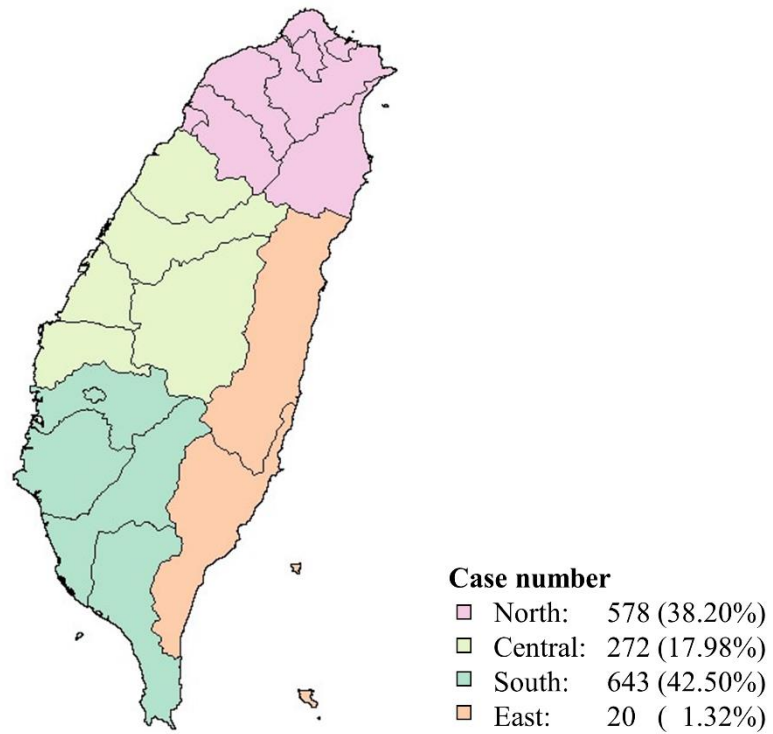 Case number
North: 578 (38.20%)
Central: 272 (17.98%)
South: 643 (42.50%)
East: 20 ( 1.32%)